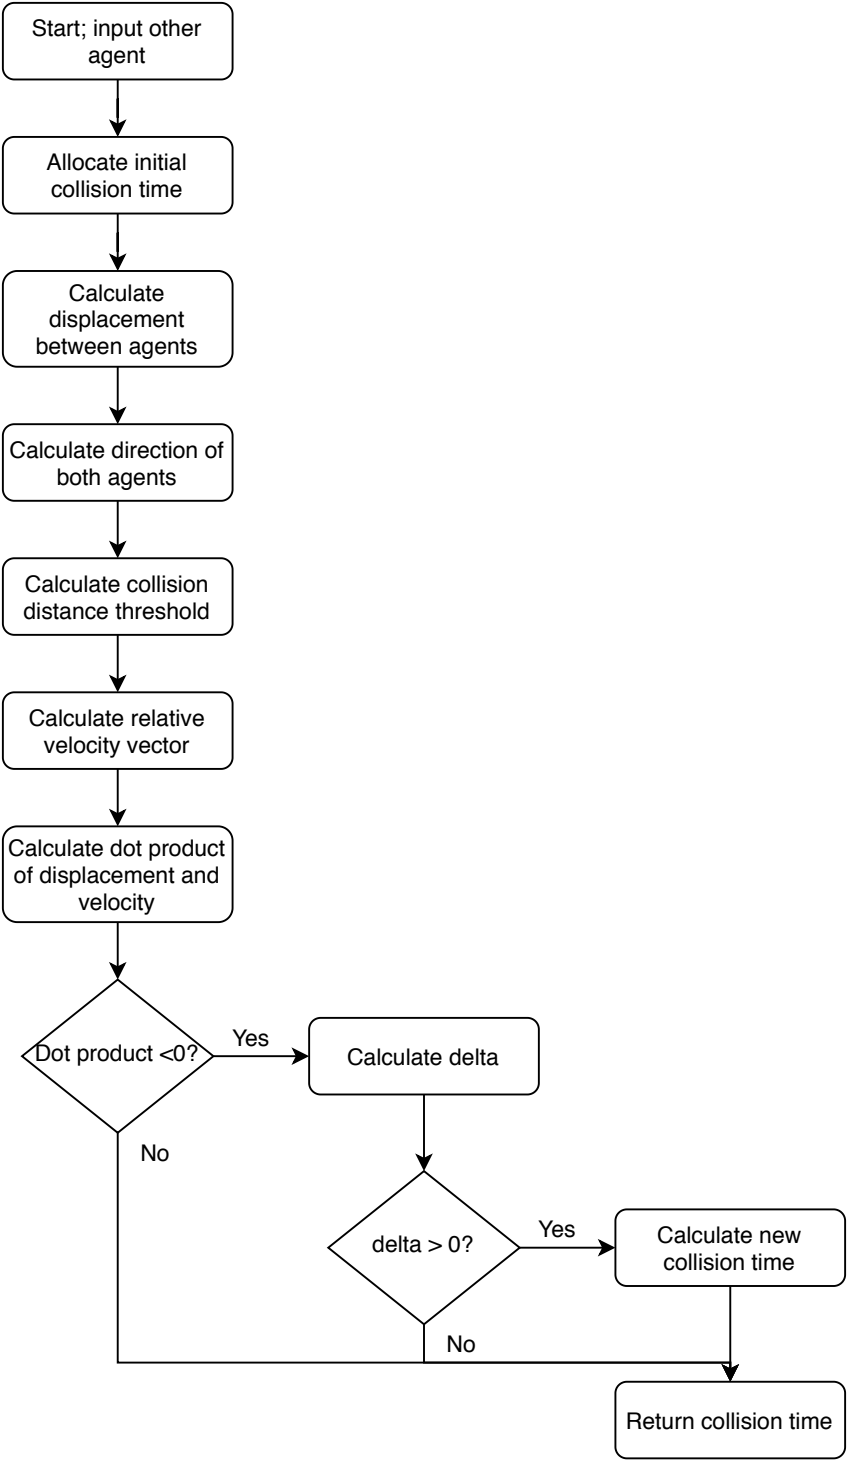 Start; input other
agent
Allocate initial
collision time
Calculate
displacement
between agents
Calculate direction of
both agents
Calculate collision
distance threshold
Calculate relative
velocity vector
Calculate dot product
of displacement and
velocity
Dot product <0?
Yes
Calculate delta
No
delta > 0?
Yes
Calculate new
collision time
No
Return collision time